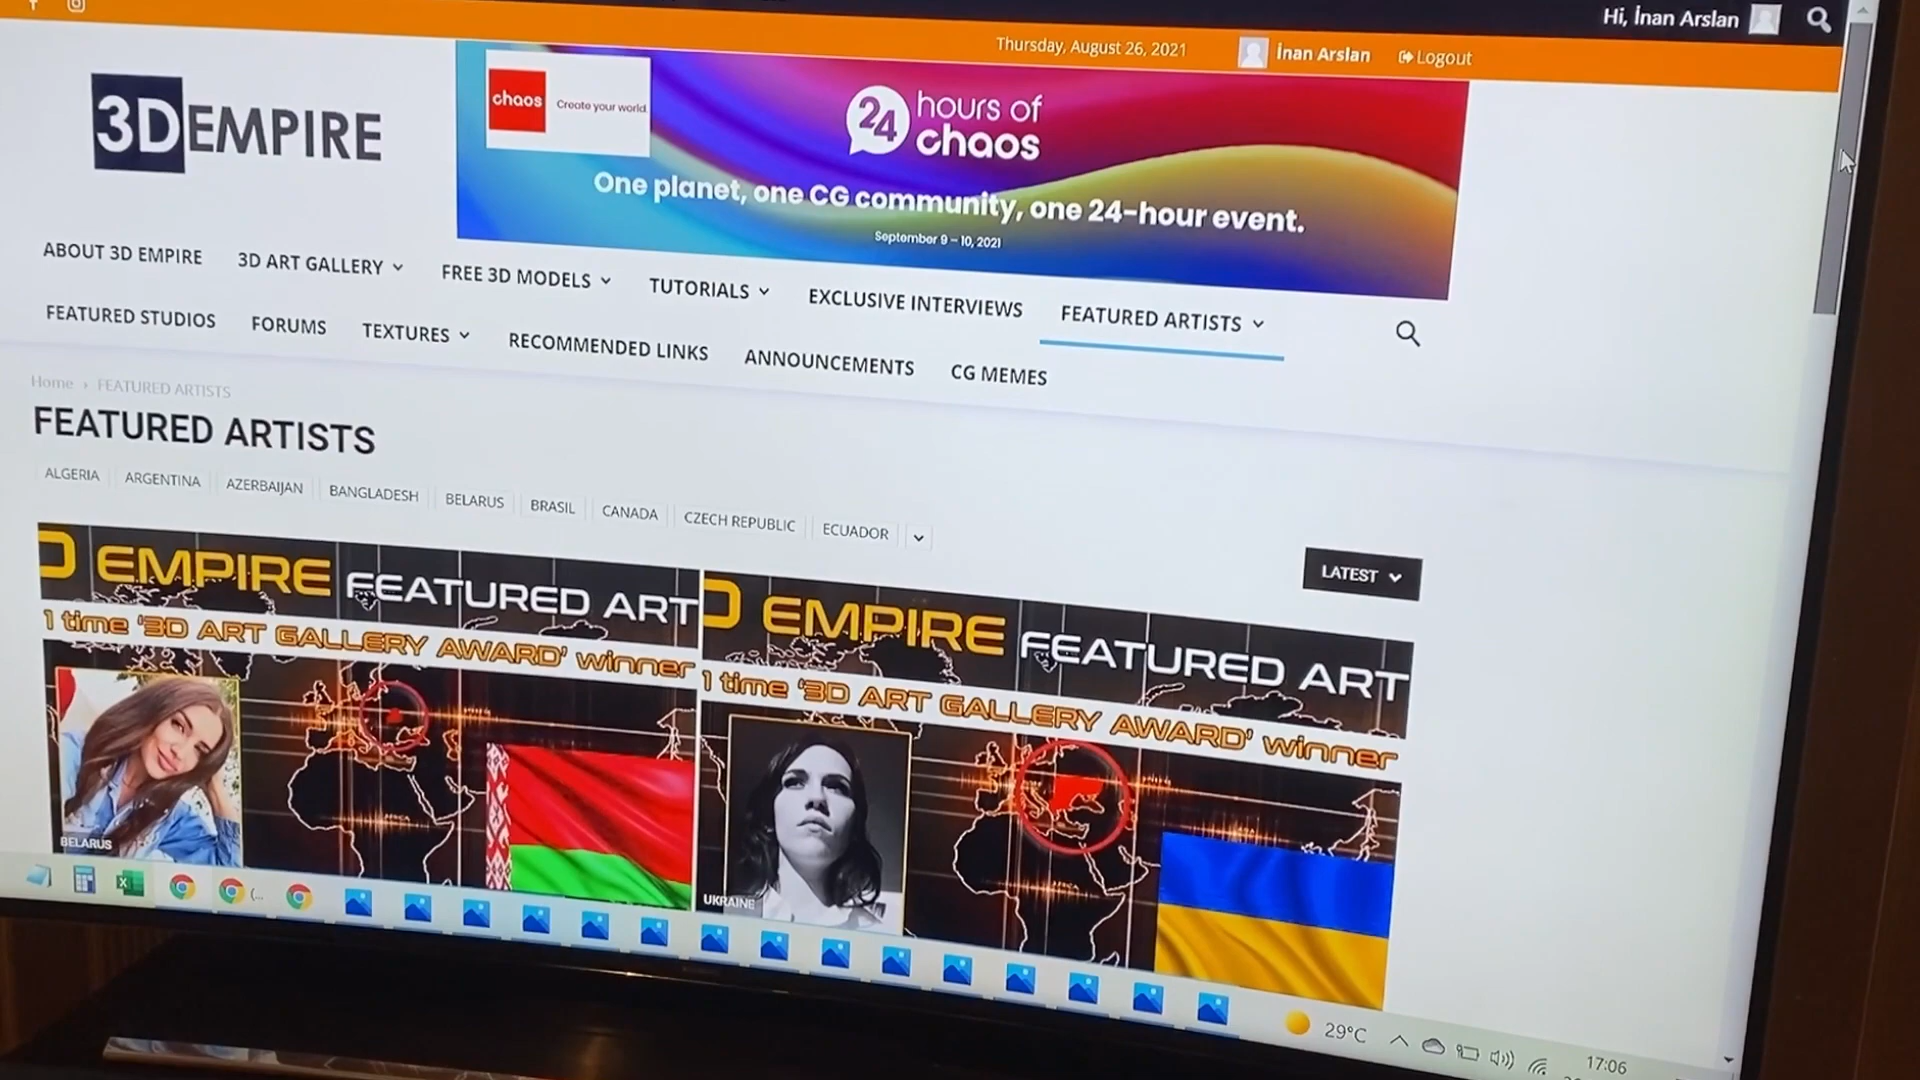 Hi, İnan Arslan
Thursday, August 26, 2021
İnan Arslan
Logout
3DEMPIRE
chaos
Create your world.
24 hours of
chaos
One planet, one CG community, one 24-hour event.
September 9 – 10, 2021
ABOUT 3D EMPIRE
3D ART GALLERY
FREE 3D MODELS
TUTORIALS
EXCLUSIVE INTERVIEWS
FEATURED ARTISTS
FEATURED STUDIOS
FORUMS
TEXTURES
RECOMMENDED LINKS
ANNOUNCEMENTS
CG MEMES
Home › FEATURED ARTISTS
FEATURED ARTISTS
ALGERIA
ARGENTINA
AZERBAIJAN
BANGLADESH
BELARUS
BRASIL
CANADA
CZECH REPUBLIC
ECUADOR
LATEST
D EMPIRE FEATURED ART
1 time '3D ART GALLERY AWARD' winner
BELARUS
D EMPIRE FEATURED ART
1 time '3D ART GALLERY AWARD' winner
UKRAINE
29°C
17:06